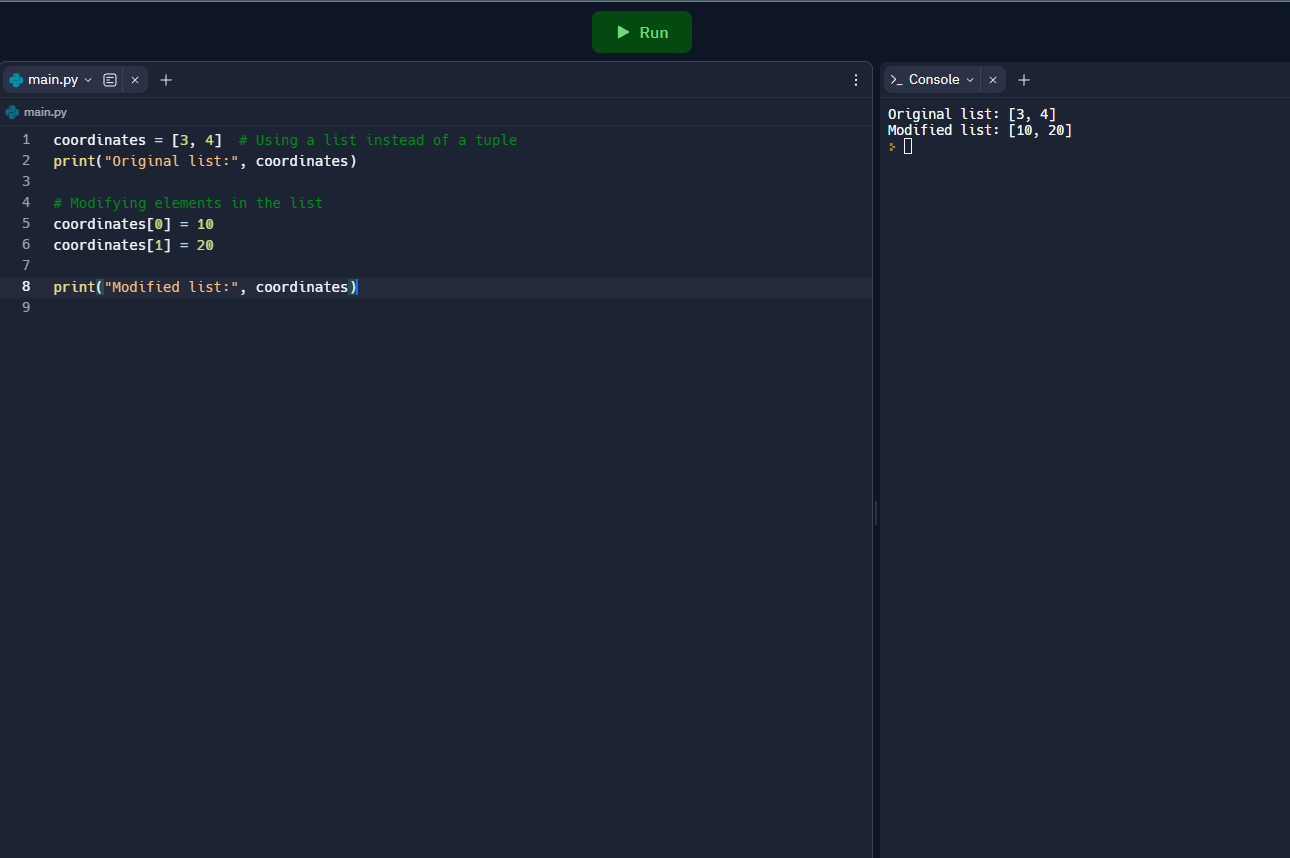 Run
main.py
Console
main.py
1 coordinates = [3, 4]  # Using a list instead of a tuple
2 print("Original list:", coordinates)
3
4 # Modifying elements in the list
5 coordinates[0] = 10
6 coordinates[1] = 20
7
8 print("Modified list:", coordinates)
9
Original list: [3, 4]
Modified list: [10, 20]